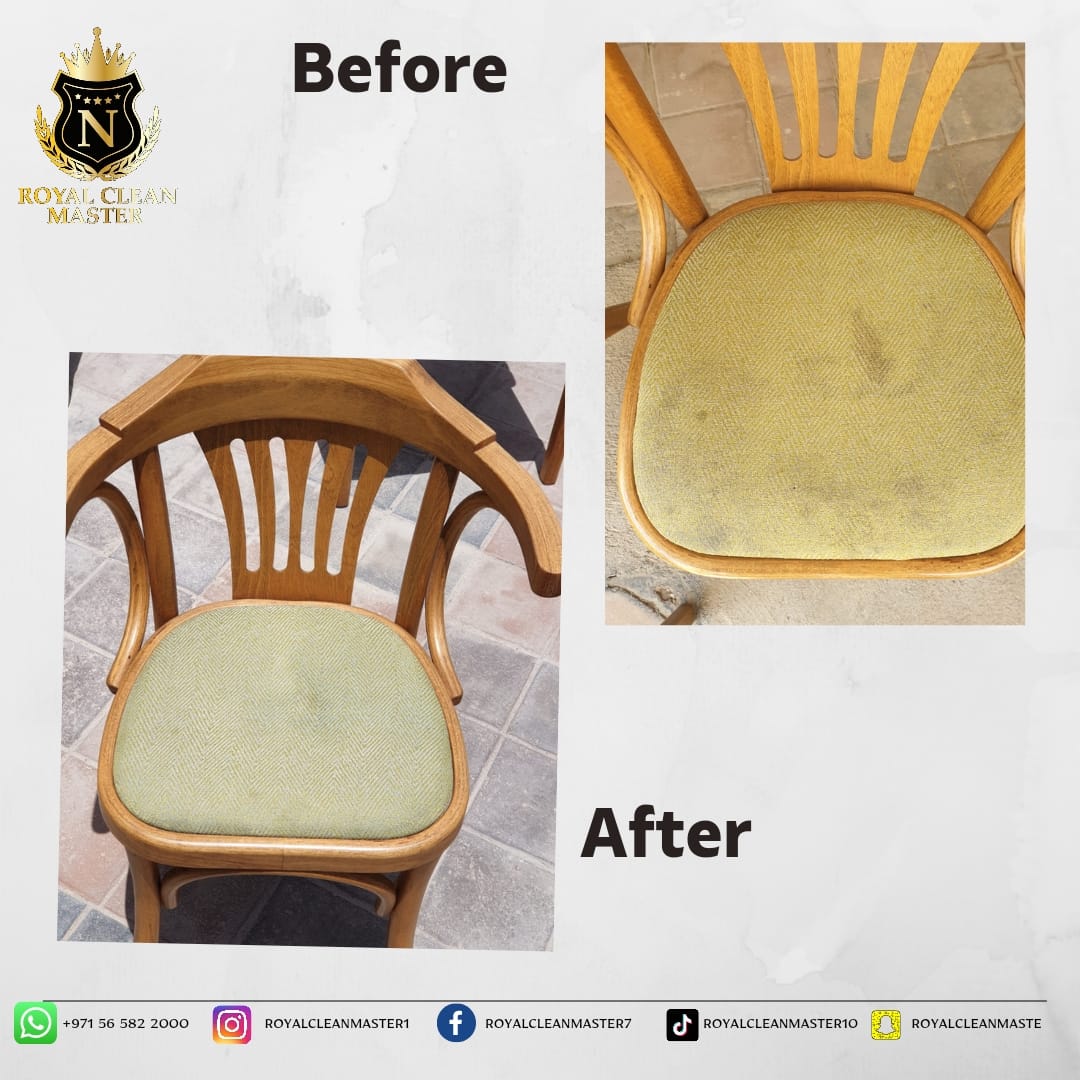 Before
N
ROYAL CLEAN
MASTER
After
+971 56 582 2000
ROYALCLEANMASTER1
ROYALCLEANMASTER7
ROYALCLEANMASTER10
ROYALCLEANMASTE